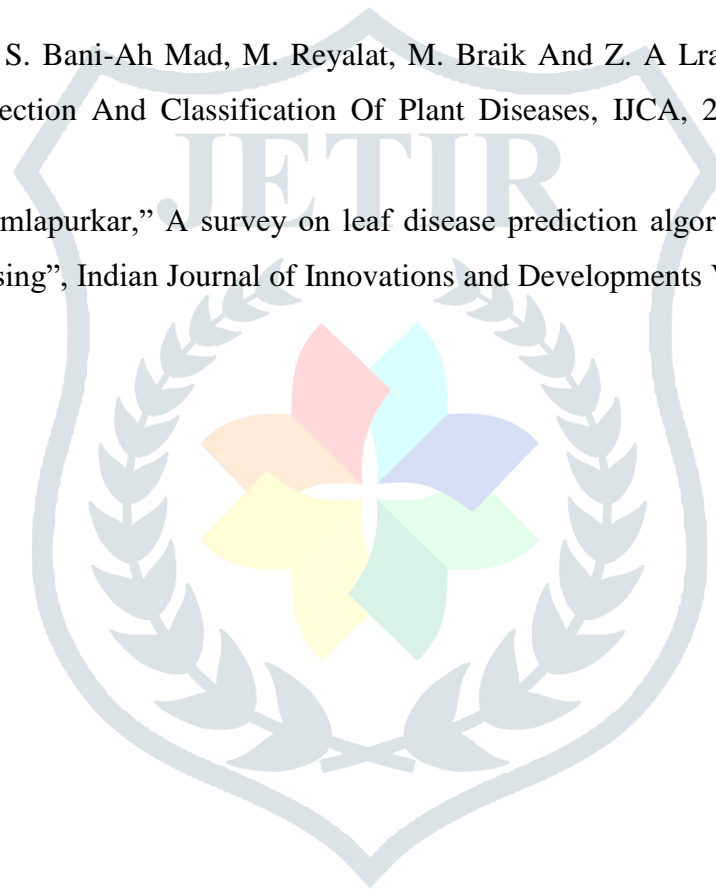 S. Bani-Ah Mad, M. Reyalat, M. Braik And Z. A Lra
ection And Classification Of Plant Diseases, IJCA, 2
JETIR
mlapurkar,” A survey on leaf disease prediction algor
sing”, Indian Journal of Innovations and Developments